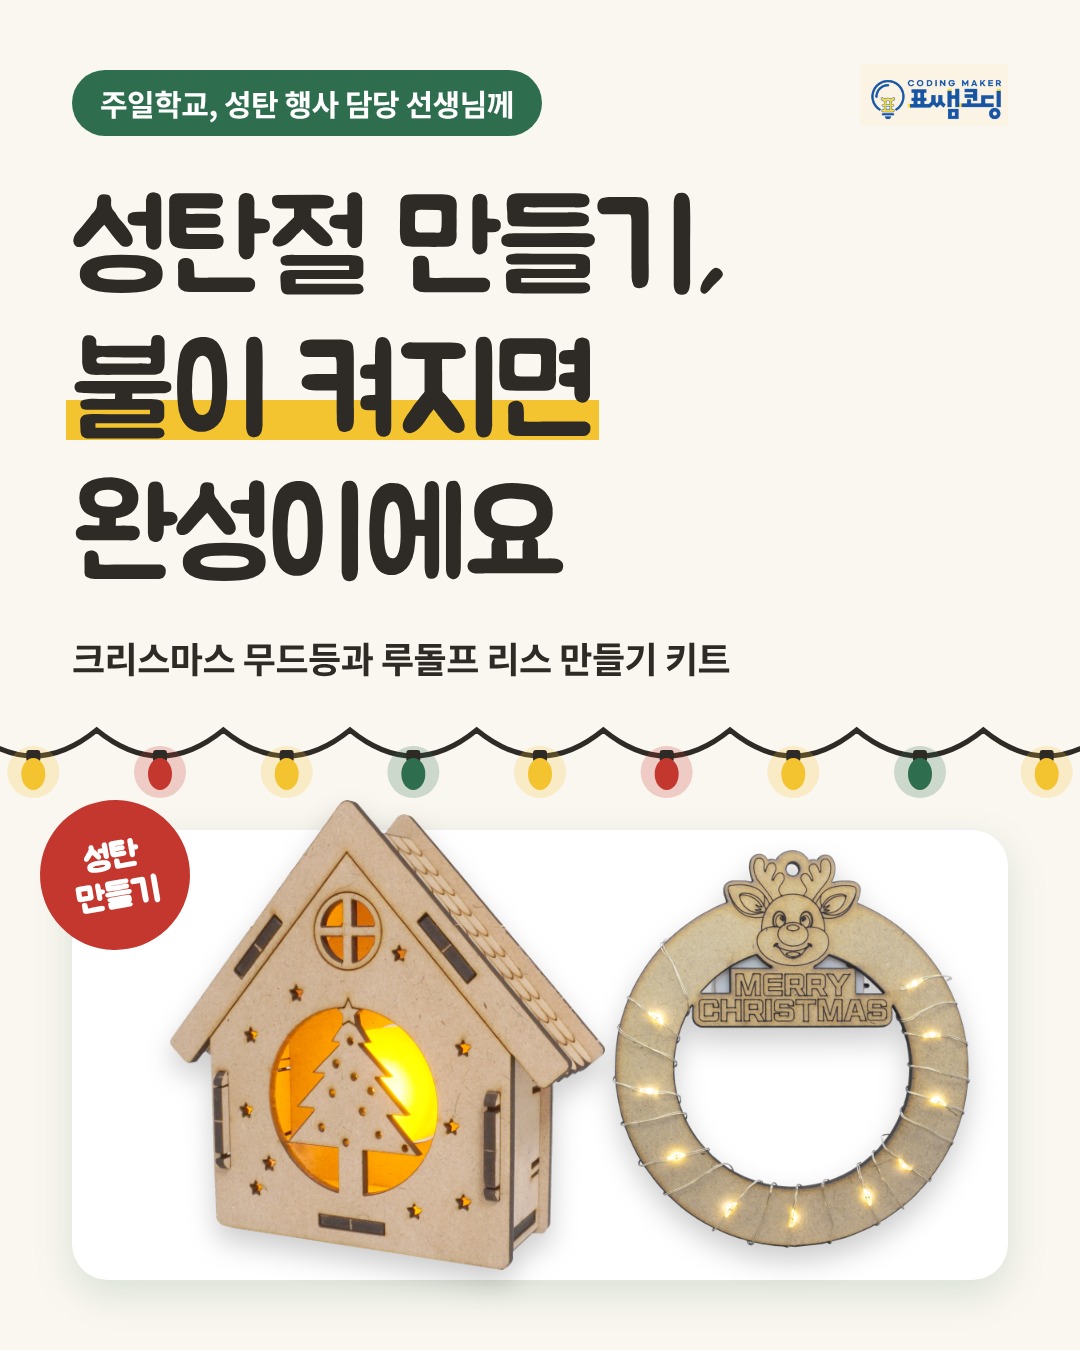 주일학교, 성탄 행사 담당 선생님께
CODING MAKER
표쌤코딩
성탄절 만들기,
불이 켜지면
완성이에요
크리스마스 무드등과 루돌프 리스 만들기 키트
성탄
만들기
MERRY
CHRISTMAS